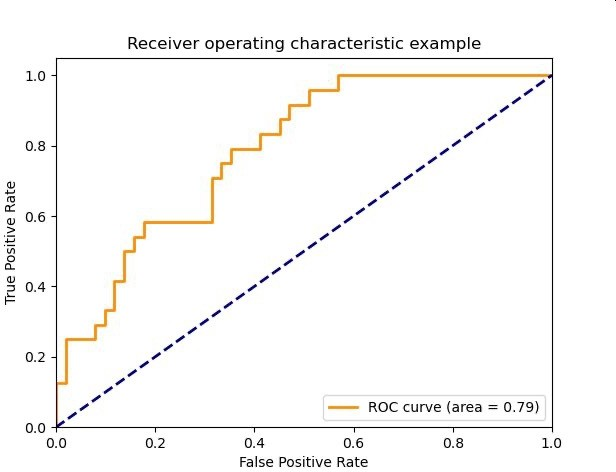 Receiver operating characteristic example
1.0
0.8
0.6
0.4
0.2
0.0
True Positive Rate
0.0 0.2 0.4 0.6 0.8 1.0
False Positive Rate
ROC curve (area = 0.79)